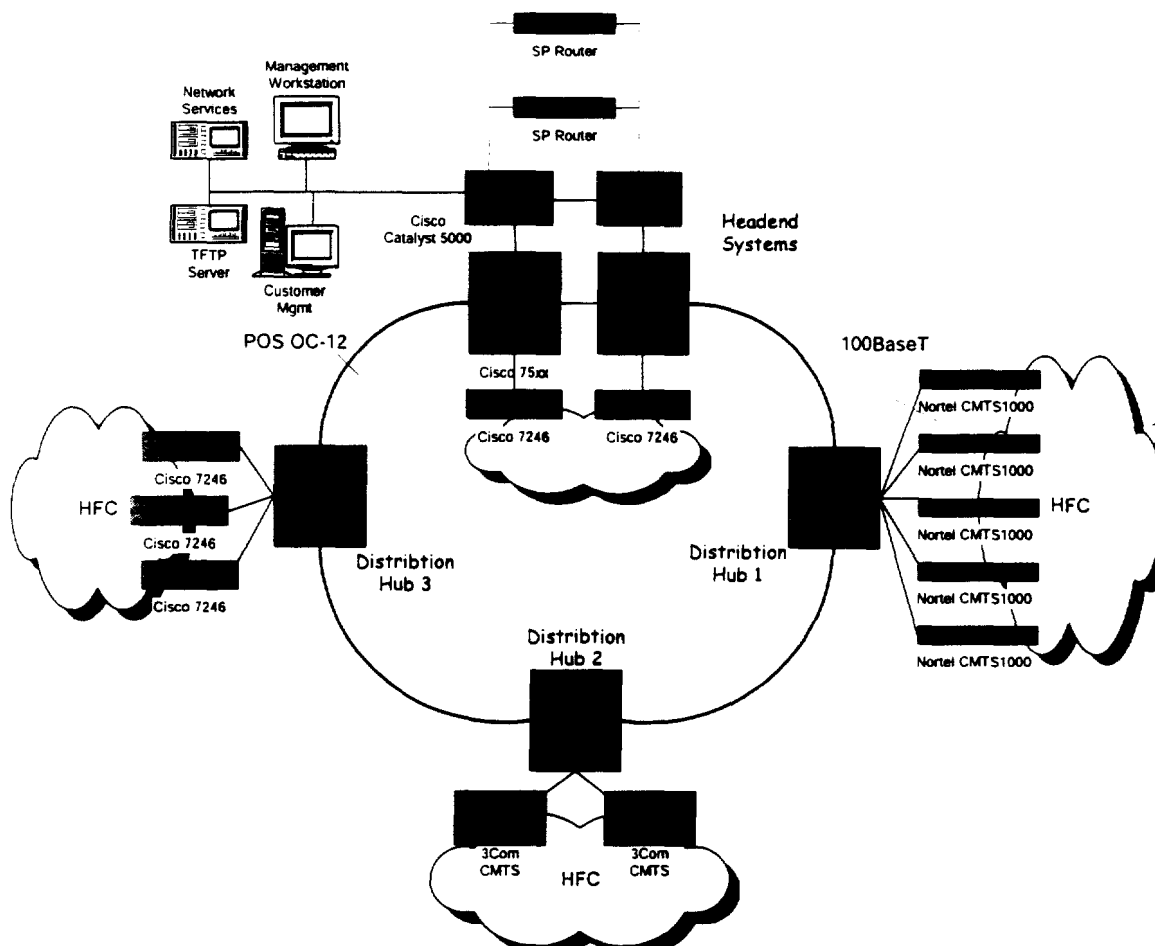 SP Router
Management
Workstation
Network
Services
SP Router
Cisco
Catalyst 5000
Headend
Systems
TFTP
Server
Customer
Mgmt
POS OC-12
100BaseT
Cisco 75xx
Nortel CMTS1000
Cisco 7246
Cisco 7246
Nortel CMTS1000
Cisco 7246
HFC
Nortel CMTS1000
HFC
Cisco 7246
Distribtion
Hub 3
Distribtion
Hub 1
Nortel CMTS1000
Cisco 7246
Nortel CMTS1000
Distribtion
Hub 2
3Com
CMTS
3Com
CMTS
HFC